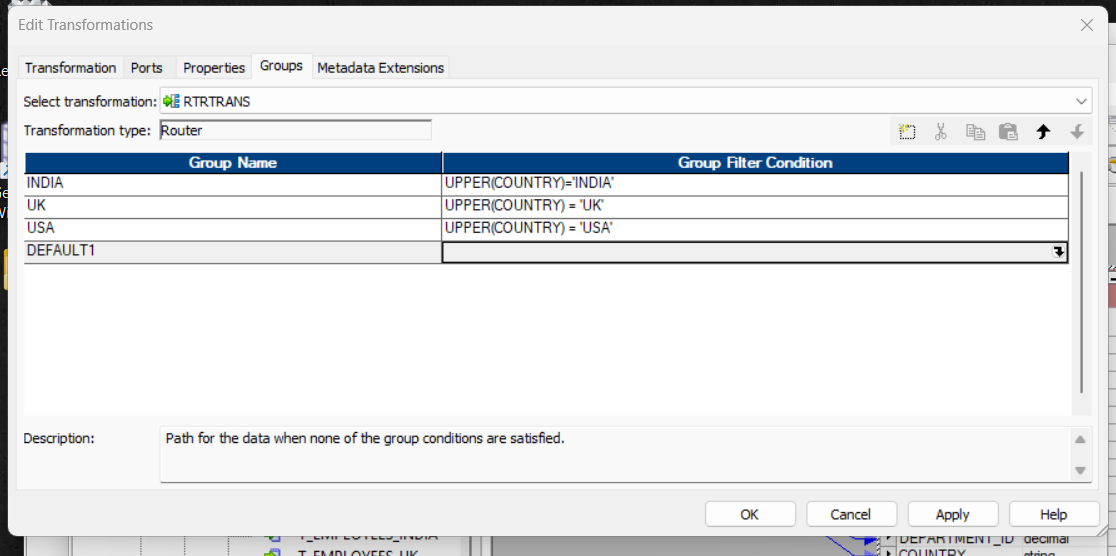 Edit Transformations
Transformation Ports Properties Groups Metadata Extensions
Select transformation: RTRTRANS
Transformation type: Router
Group Name Group Filter Condition
INDIA UPPER(COUNTRY)='INDIA'
UK UPPER(COUNTRY) = 'UK'
USA UPPER(COUNTRY) = 'USA'
DEFAULT1
Description: Path for the data when none of the group conditions are satisfied.
OK Cancel Apply Help
T_EMPLOYEES_INDIA DEPARTMENT_ID decimal
T_EMPLOYEES_UK COUNTRY string